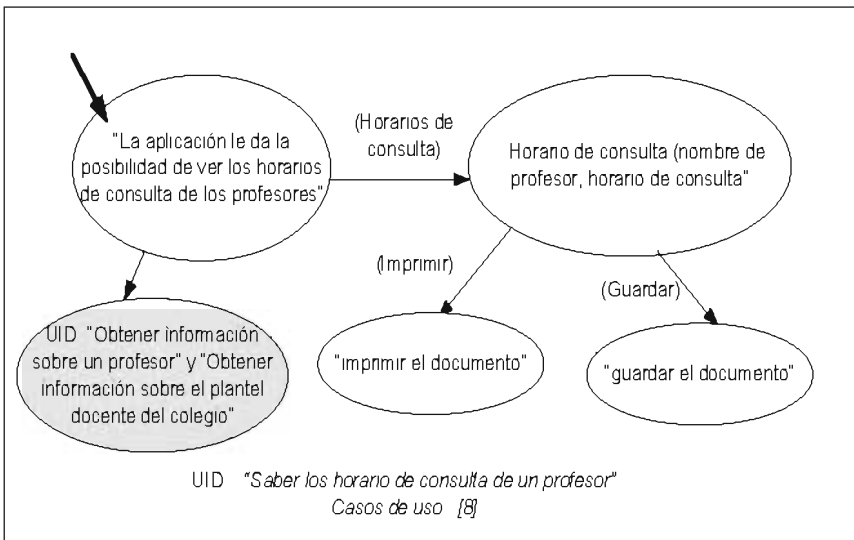 "La aplicación le da la
posibilidad de ver los horarios
de consulta de los profesores"
(Horarios de
consulta)
Horario de consulta (nombre de
profesor, horario de consulta"
(Imprimir)
(Guardar)
UID "Obtener información
sobre un profesor" y "Obtener
información sobre el plantel
docente del colegio"
"imprimir el documento"
"guardar el documento"
UID "Saber los horario de consulta de un profesor"
Casos de uso [8]